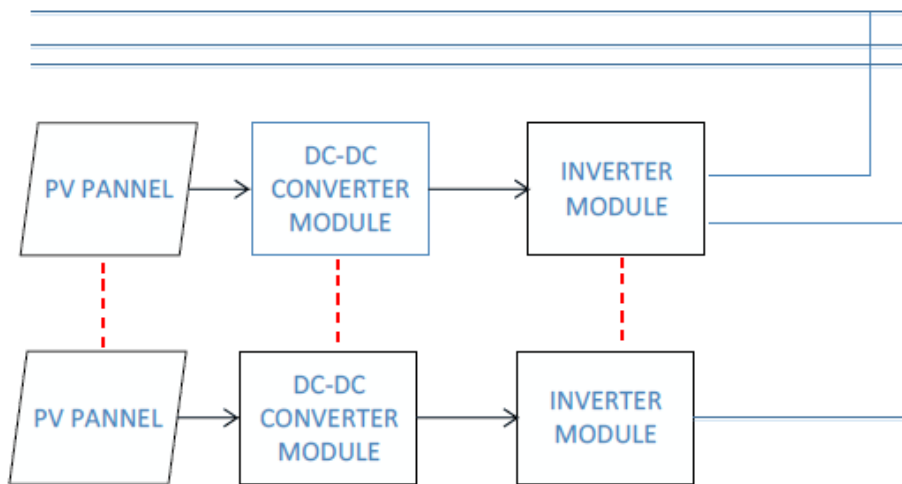 PV PANNEL
DC-DC
CONVERTER
MODULE
INVERTER
MODULE
PV PANNEL
DC-DC
CONVERTER
MODULE
INVERTER
MODULE